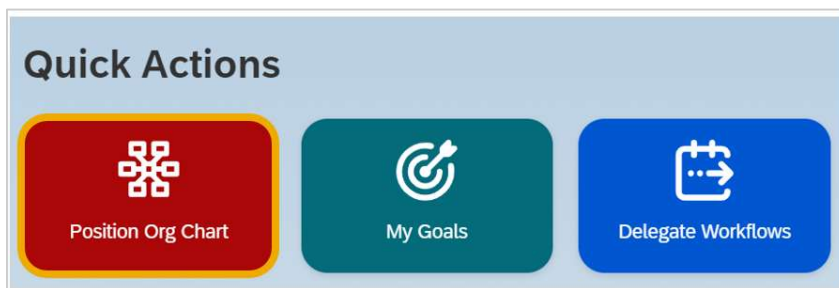 Quick Actions
Position Org Chart
My Goals
Delegate Workflows